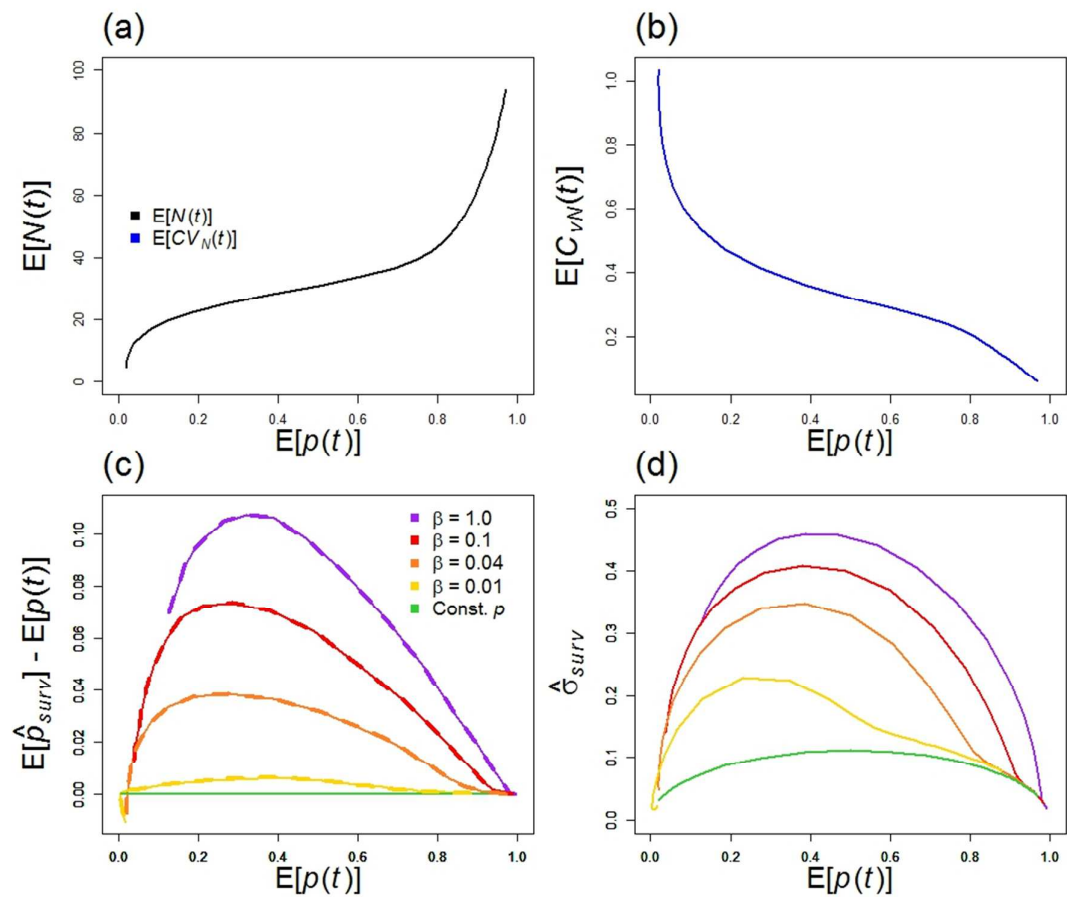 (a)
E[N(t)]
100
80
60
40
20
0
E[N(t)]
E[CV_N(t)]
0.0 0.2 0.4 0.6 0.8 1.0
E[p(t)]
(b)
E[C_vN(t)]
1.0
0.8
0.6
0.4
0.2
0.0 0.2 0.4 0.6 0.8 1.0
E[p(t)]
(c)
E[p̂_surv] - E[p(t)]
0.10
0.08
0.06
0.04
0.02
0.00
β = 1.0
β = 0.1
β = 0.04
β = 0.01
Const. p
0.0 0.2 0.4 0.6 0.8 1.0
E[p(t)]
(d)
σ̂_surv
0.5
0.4
0.3
0.2
0.1
0.0
0.0 0.2 0.4 0.6 0.8 1.0
E[p(t)]